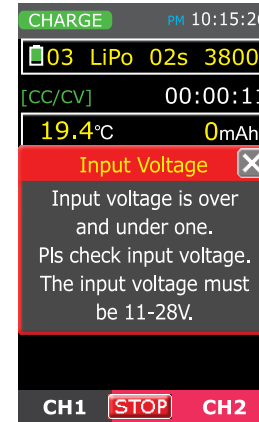 CHARGE PM 10:15:20
03 LiPo 02s 3800
[CC/CV] 00:00:11
19.4℃ 0mAh
Input Voltage
Input voltage is over
and under one.
Pls check input voltage.
The input voltage must
be 11-28V.
CH1 STOP CH2